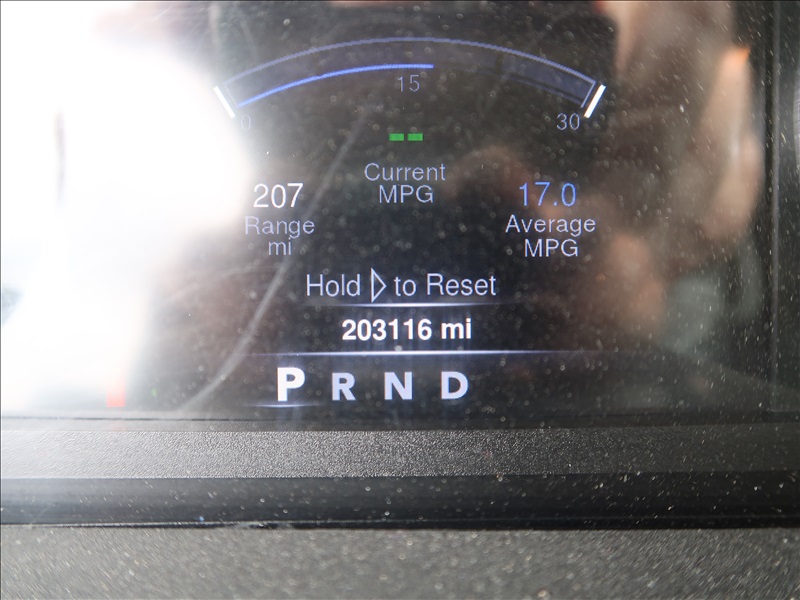 15
0
30
--
Current
MPG
207
Range
mi
17.0
Average
MPG
Hold ▷ to Reset
203116 mi
P R N D